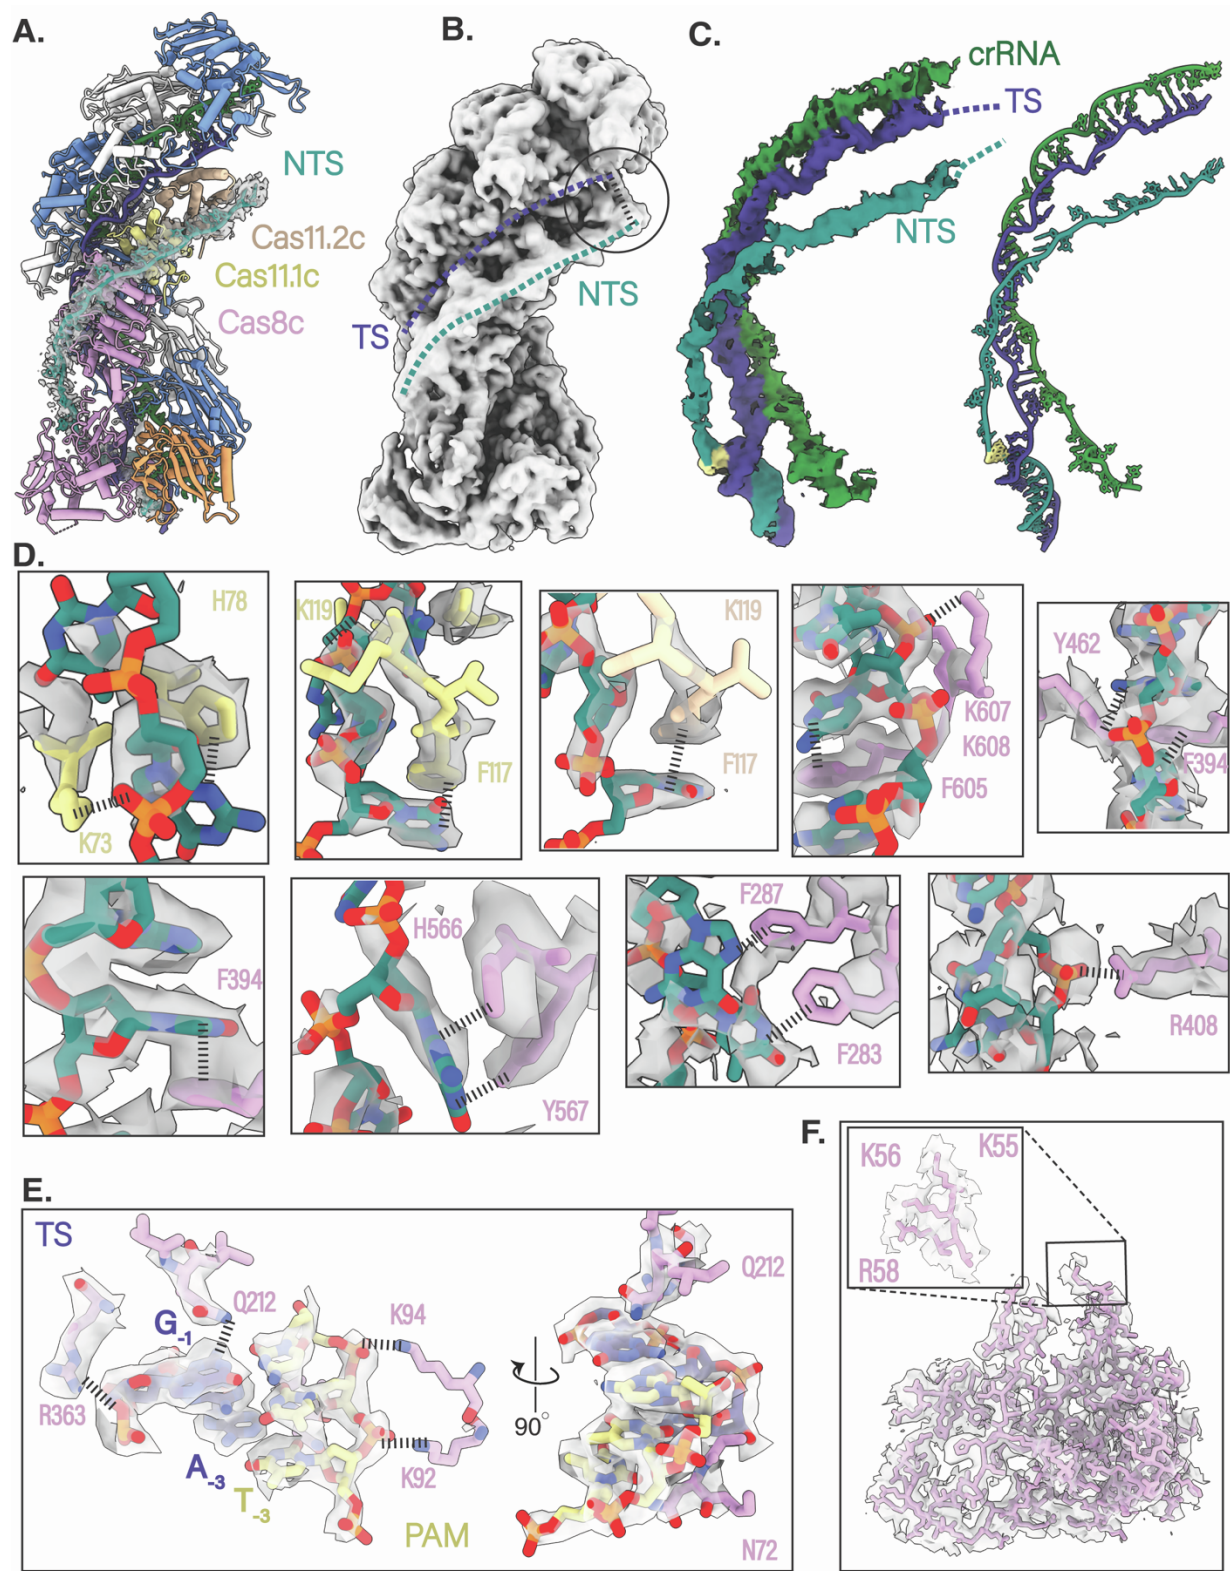 A.
NTS
Cas11.2c
Cas11.1c
Cas8c
B.
TS
NTS
C.
crRNA
TS
NTS
D.
H78
K73
K119
F117
K119
F117
K607
K608
F605
Y462
F394
F394
H566
Y567
F287
F283
R408
E.
TS
Q212
G-1
R363
A-3
T-3
K94
K92
PAM
90°
Q212
N72
F.
K56
K55
R58